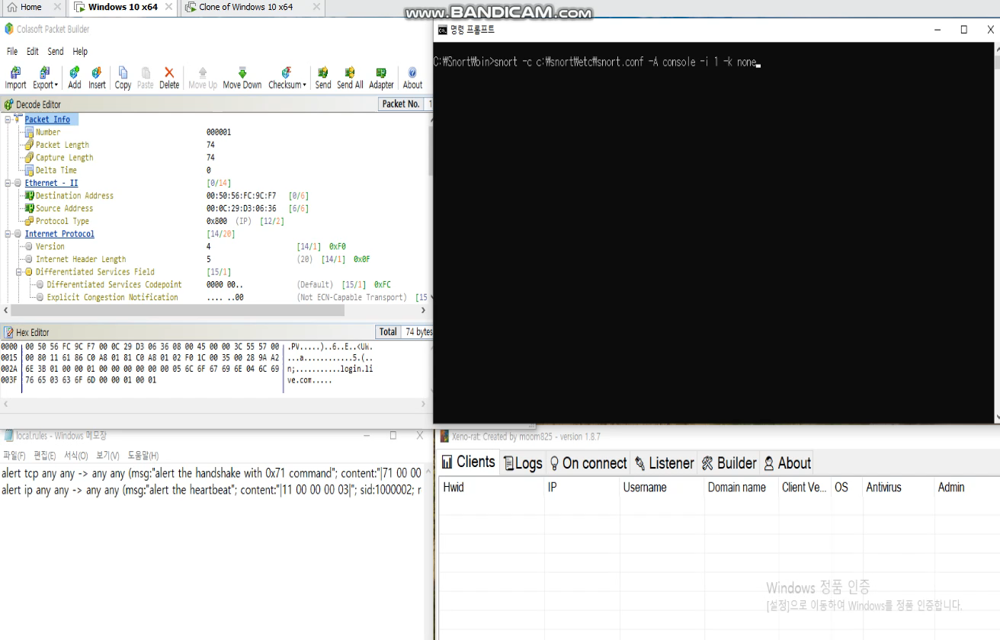 Home
Windows 10 x64
Clone of Windows 10 x64
www.BANDICAM.com
Colasoft Packet Builder
File Edit Send Help
Import Export Add Insert Copy Paste Delete Move Up Move Down Checksum Send Send All Adapter About
Decode Editor
Packet No. 1
Packet Info
Number 000001
Packet Length 74
Capture Length 74
Delta Time 0
Ethernet - II [0/14]
Destination Address 00:50:56:FC:9C:F7 [0/6]
Source Address 00:0C:29:D3:06:36 [6/6]
Protocol Type 0x800 (IP) [12/2]
Internet Protocol [14/20]
Version 4 [14/1] 0xF0
Internet Header Length 5 (20) [14/1] 0x0F
Differentiated Services Field [15/1]
Differentiated Services Codepoint 0000 00.. (Default) [15/1] 0xFC
Explicit Congestion Notification .... ..00 (Not ECN-Capable Transport) [15
Hex Editor
Total 74 bytes
0000 00 50 56 FC 9C F7 00 0C 29 D3 06 36 08 00 45 00 00 3C 55 57 00 .PV.....)..6..E..<UW.
0015 00 80 11 61 86 C0 A8 01 81 C0 A8 01 02 F0 1C 00 35 00 28 9A A2 ...a............5.(..
002A 6E 3B 01 00 00 01 00 00 00 00 00 00 05 6C 6F 67 69 6E 04 6C 69 n;...........login.li
003F 76 65 03 63 6F 6D 00 00 01 00 01 ve.com.....
명령 프롬프트
C:₩Snort₩bin>snort -c c:₩snort₩etc₩snort.conf -A console -i 1 -k none
local.rules - Windows 메모장
파일(F) 편집(E) 서식(O) 보기(V) 도움말(H)
alert tcp any any -> any any (msg:"alert the handshake with 0x71 command"; content:"|71 00 00
alert ip any any -> any any (msg:"alert the heartbeat"; content:"|11 00 00 00 03|"; sid:1000002; r
Xeno-rat: Created by moom825 - version 1.8.7
Clients Logs On connect Listener Builder About
Hwid IP Username Domain name Client Ve... OS Antivirus Admin
Windows 정품 인증
[설정]으로 이동하여 Windows를 정품 인증합니다.